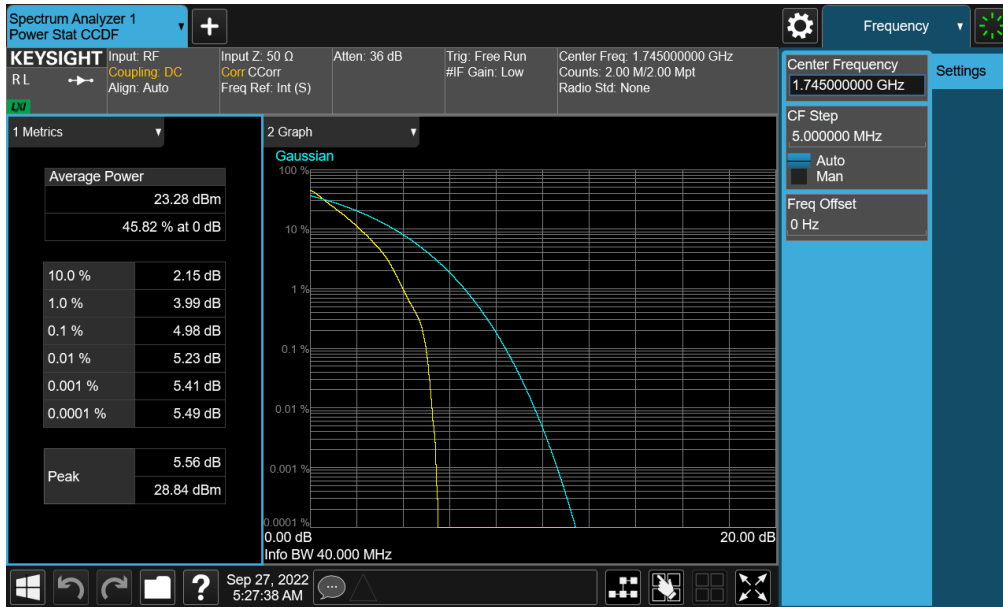 Spectrum Analyzer 1
Power Stat CCDF
Frequency
KEYSIGHT
R L
LXI
Input: RF
Coupling: DC
Align: Auto
Input Z: 50 Ω
Corr CCorr
Freq Ref: Int (S)
Atten: 36 dB
Trig: Free Run
#IF Gain: Low
Center Freq: 1.745000000 GHz
Counts: 2.00 M/2.00 Mpt
Radio Std: None
Center Frequency
1.745000000 GHz
Settings
CF Step
5.000000 MHz
Auto
Man
Freq Offset
0 Hz
1 Metrics
Average Power
23.28 dBm
45.82 % at 0 dB
10.0 % 2.15 dB
1.0 % 3.99 dB
0.1 % 4.98 dB
0.01 % 5.23 dB
0.001 % 5.41 dB
0.0001 % 5.49 dB
Peak
5.56 dB
28.84 dBm
2 Graph
Gaussian
100 %
10 %
1 %
0.1 %
0.01 %
0.001 %
0.0001 %
0.00 dB 20.00 dB
Info BW 40.000 MHz
?
Sep 27, 2022
5:27:38 AM